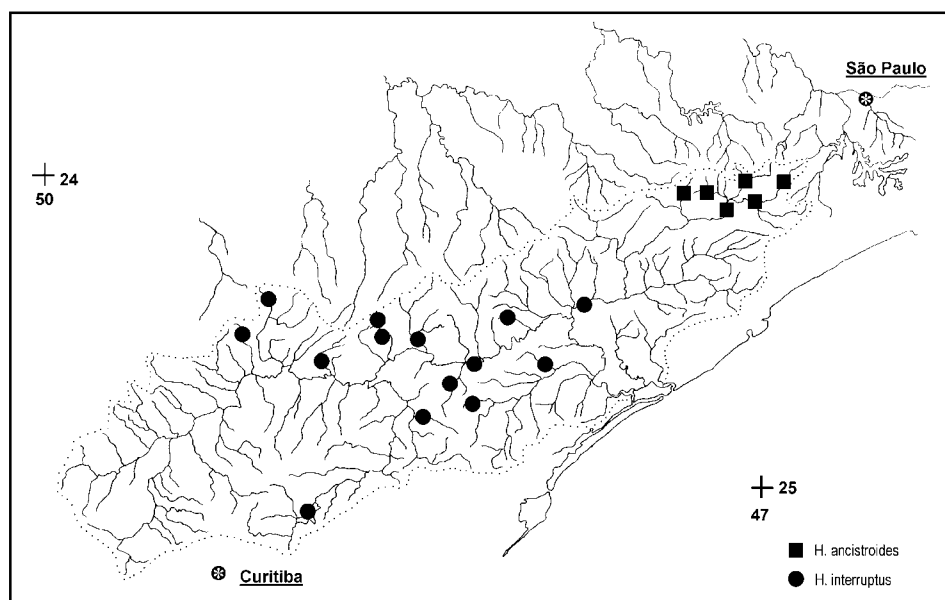 São Paulo
24
50
25
47
H. ancistroides
H. interruptus
Curitiba